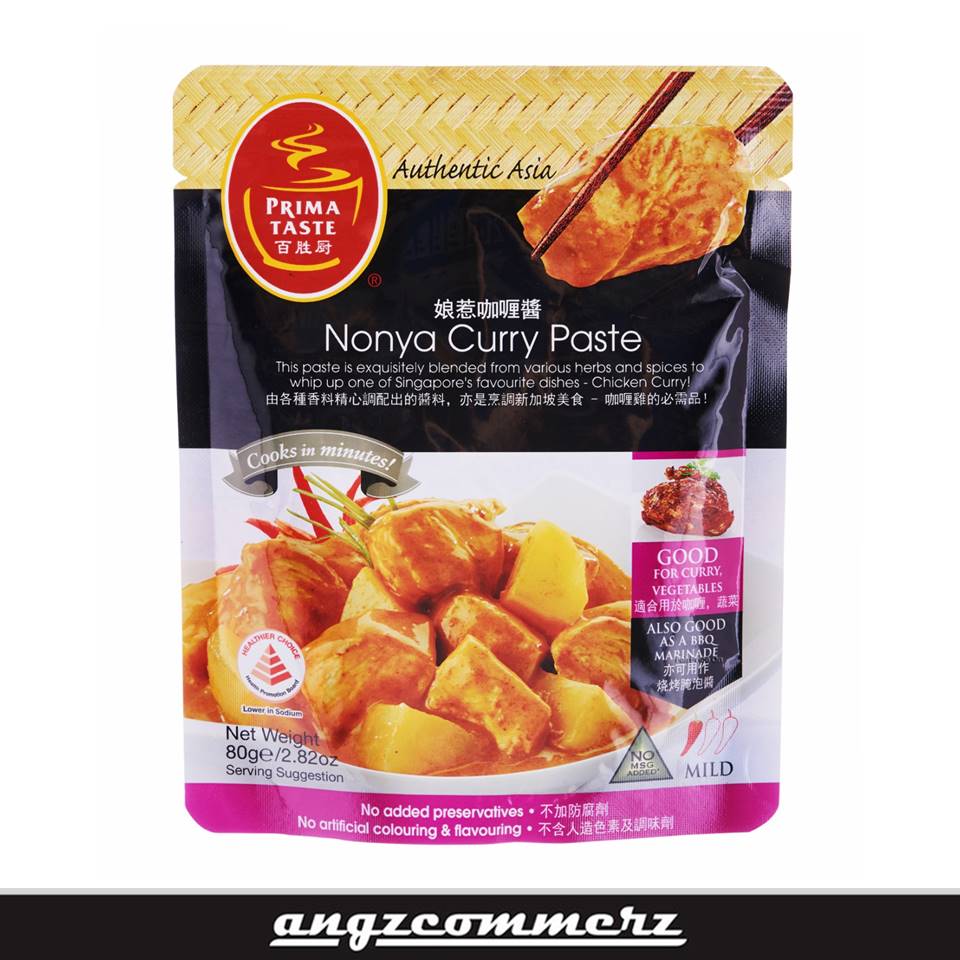 PRIMA
TASTE
百胜厨
®
Authentic Asia
娘惹咖喱醬
Nonya Curry Paste
This paste is exquisitely blended from various herbs and spices to
whip up one of Singapore's favourite dishes - Chicken Curry!
由各種香料精心調配出的醬料，亦是烹調新加坡美食 – 咖喱雞的必需品！
Cooks in minutes!
GOOD
FOR CURRY,
VEGETABLES
適合用於咖喱，蔬菜
ALSO GOOD
AS A BBQ
MARINADE
亦可用作
燒烤腌泡醬
HEALTHIER CHOICE
Health Promotion Board
Lower in Sodium
Net Weight
80g℮/2.82oz
Serving Suggestion
NO
MSG
ADDED*
MILD
No added preservatives • 不加防腐劑
No artificial colouring & flavouring • 不含人造色素及調味劑
angzcommerz